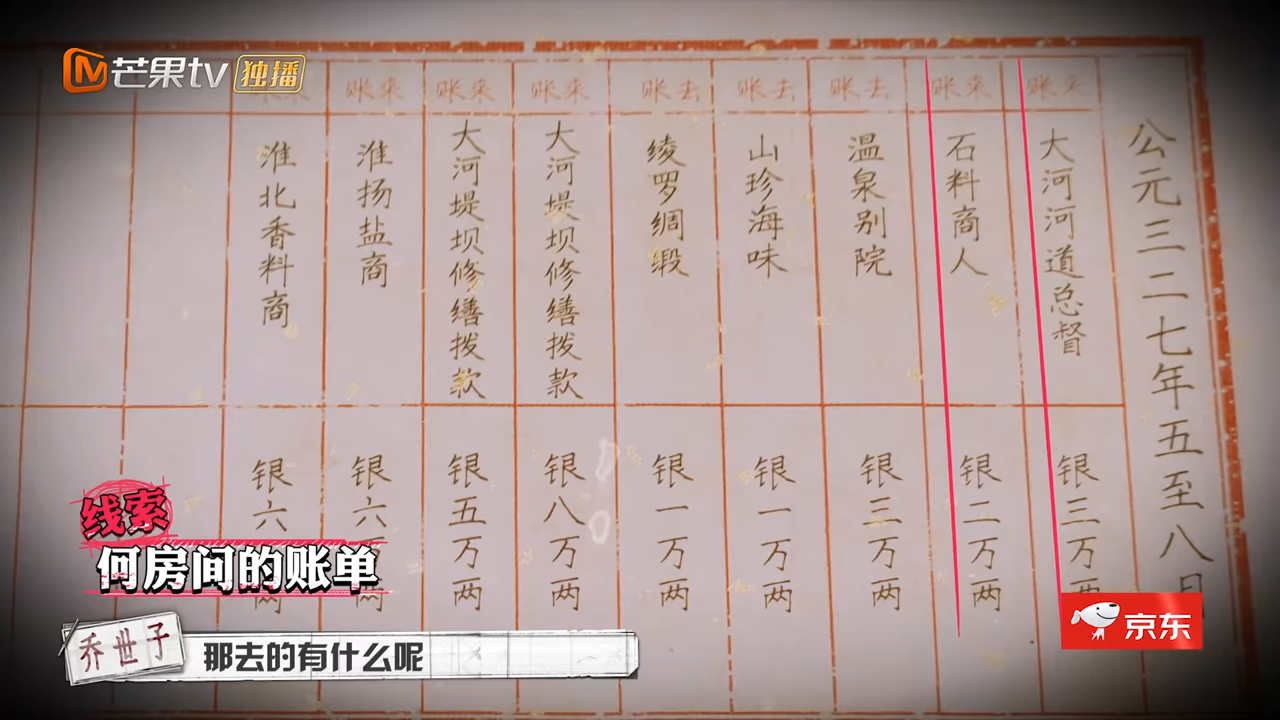 芒果tv 独播
公元三二七年五至八月
账来 大河河道总督 银三万两
账来 石料商人 银二万两
账去 温泉别院 银三万两
账去 山珍海味 银一万两
账去 绫罗绸缎 银一万两
账来 大河堤坝修缮拨款 银八万两
账来 大河堤坝修缮拨款 银五万两
账来 淮扬盐商 银六万两
账来 淮北香料商 银六 两
线索
何房间的账单
乔世子
那去的有什么呢
京东